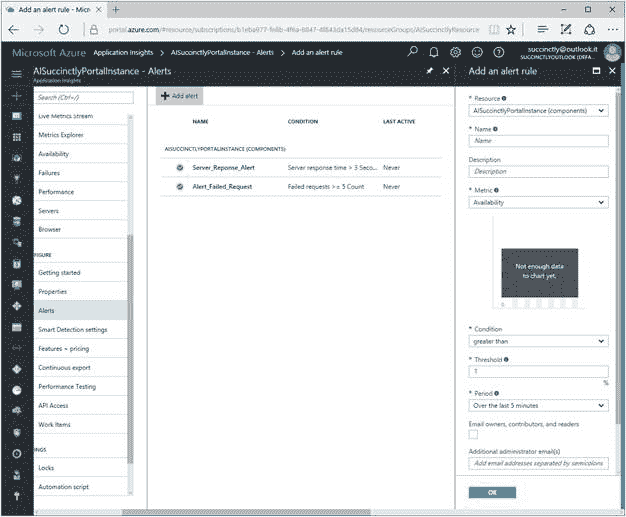 Add an alert rule
portal.azure.com/#resource/subscriptions/b1eba977-fe8b-4f6a-8847-4f843da15d84/resourceGroups/AISuccinctlyResource
Microsoft Azure Application Insights > AISuccinctlyPortalInstance - Alerts > Add an alert rule
succinctly@outlook.it
SUCCINCTLYOUTLOOK (DEFA...
AISuccinctlyPortalInstance - Alerts
Application Insights
Search (Ctrl+/)
Live Metrics Stream
Metrics Explorer
Availability
Failures
Performance
Servers
Browser
FIGURE
Getting started
Properties
Alerts
Smart Detection settings
Features + pricing
Continuous export
Performance Testing
API Access
Work Items
INGS
Locks
Automation script
Add alert
NAME CONDITION LAST ACTIVE
AISUCCINCTLYPORTALINSTANCE (COMPONENTS)
Server_Reponse_Alert Server response time > 3 Seco... Never
Alert_Failed_Request Failed requests >= 5 Count Never
Add an alert rule
* Resource
AISuccinctlyPortalInstance (components)
* Name
Name
Description
Description
* Metric
Availability
Not enough data
to chart yet.
* Condition
greater than
* Threshold
1
%
* Period
Over the last 5 minutes
Email owners, contributors, and readers
Additional administrator email(s)
Add email addresses separated by semicolons
OK